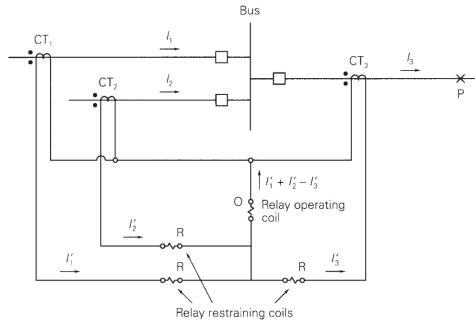 Bus
CT₁
I₁
CT₂
I₂
CT₃
I₃
P
I′₁ + I′₂ − I′₃
O
Relay operating
coil
I′₂
R
I′₁
R
R
I′₃
Relay restraining coils